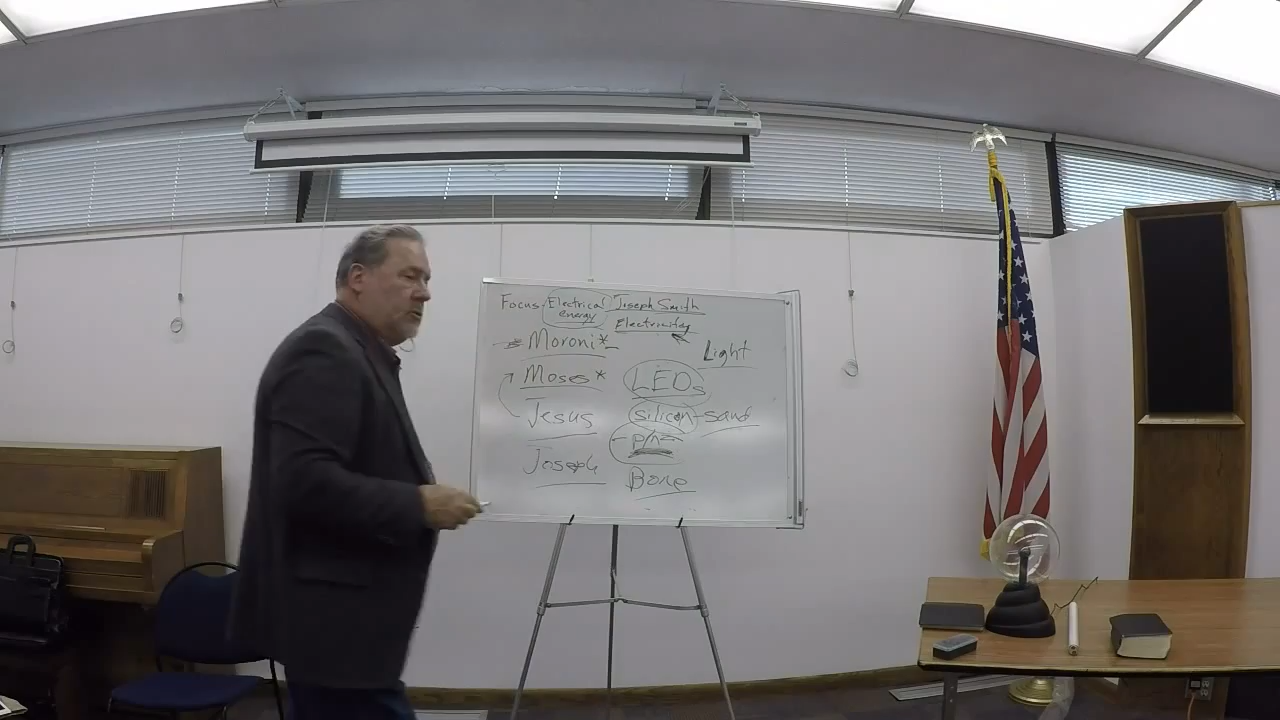 Focus Electrical energy Joseph Smith
Electricity
Moroni*
Light
Moses*
LEDs
Jesus
silicon - sand
Joseph
Bone